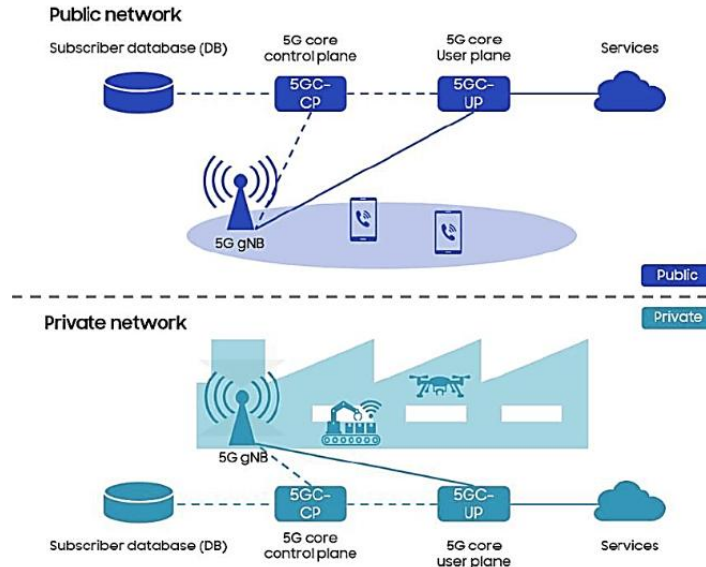 Public network
Subscriber database (DB)
5G core
control plane
5G core
User plane
Services
5GC-
CP
5GC-
UP
5G gNB
Public
Private network
Private
5G gNB
5GC-
CP
5GC-
UP
Subscriber database (DB)
5G core
control plane
5G core
user plane
Services